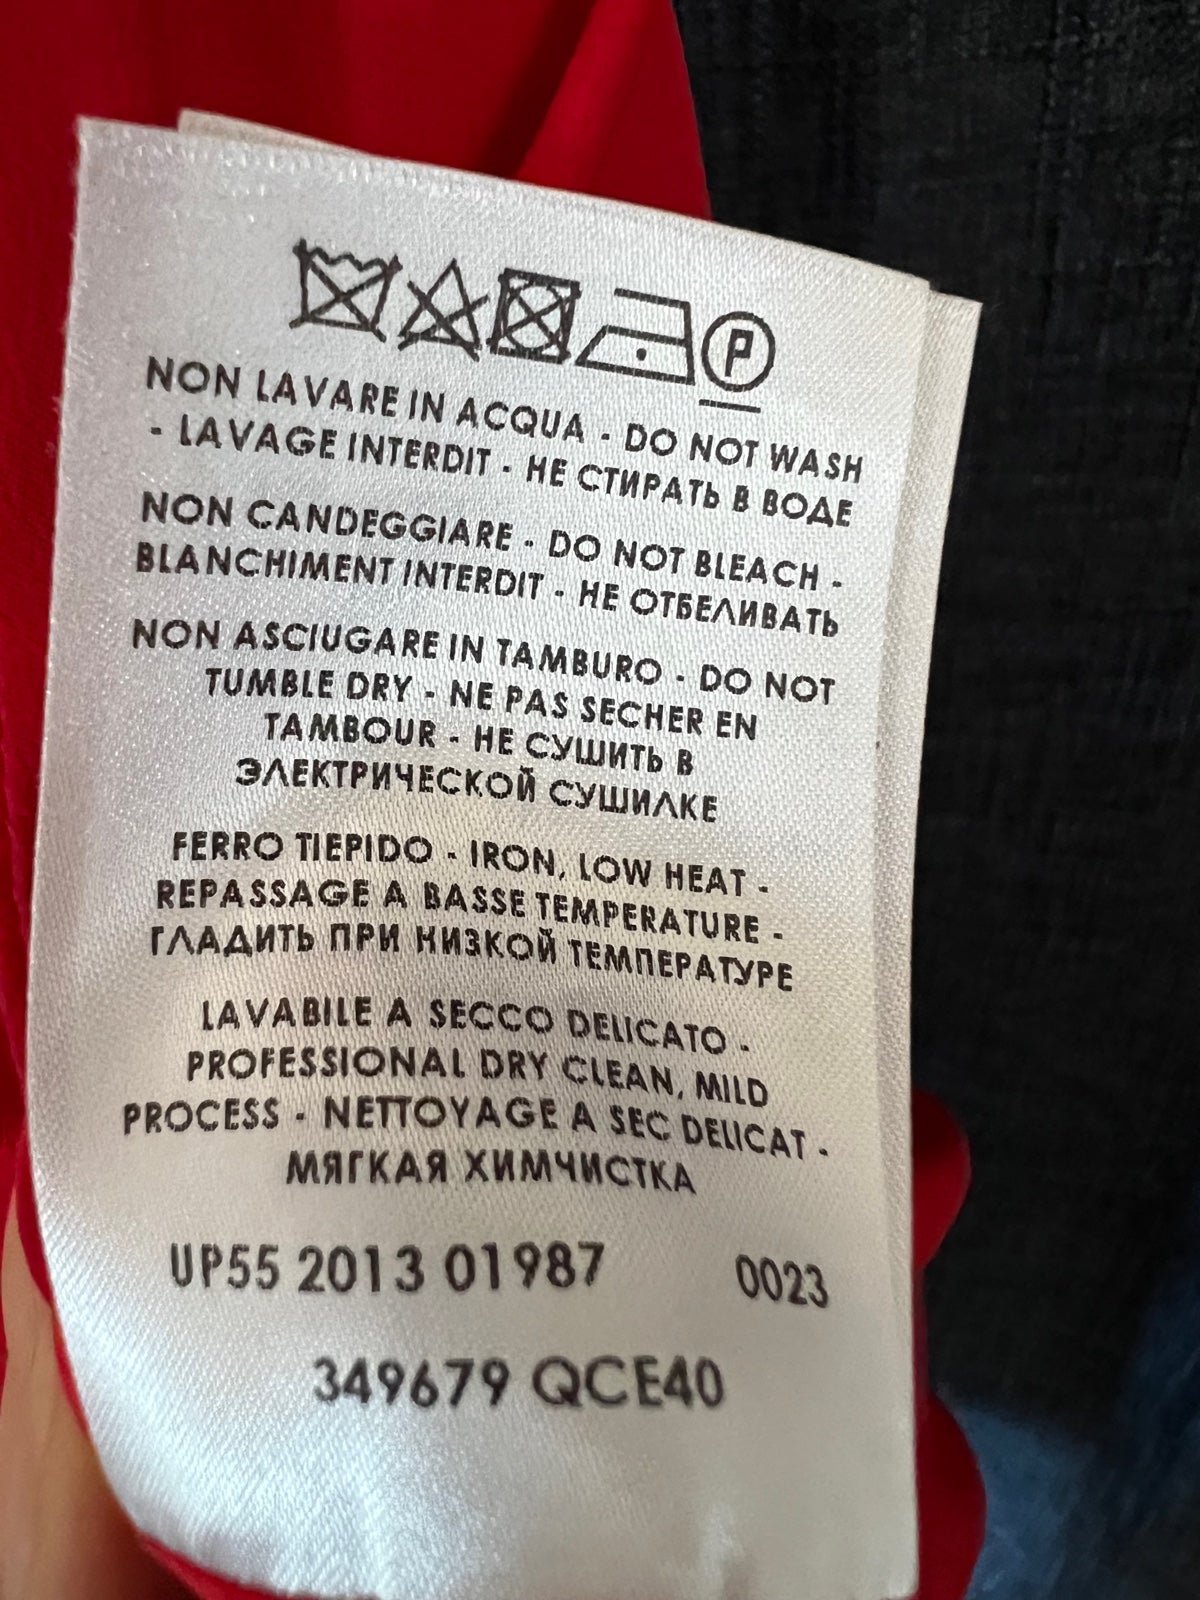 P
NON LAVARE IN ACQUA - DO NOT WASH
- LAVAGE INTERDIT - НЕ СТИРАТЬ В ВОДЕ
NON CANDEGGIARE - DO NOT BLEACH -
BLANCHIMENT INTERDIT - НЕ ОТБЕЛИВАТЬ
NON ASCIUGARE IN TAMBURO - DO NOT
TUMBLE DRY - NE PAS SECHER EN
TAMBOUR - НЕ СУШИТЬ В
ЭЛЕКТРИЧЕСКОЙ СУШИЛКЕ
FERRO TIEPIDO - IRON, LOW HEAT -
REPASSAGE A BASSE TEMPERATURE -
ГЛАДИТЬ ПРИ НИЗКОЙ ТЕМПЕРАТУРЕ
LAVABILE A SECCO DELICATO -
PROFESSIONAL DRY CLEAN, MILD
PROCESS - NETTOYAGE A SEC DELICAT -
МЯГКАЯ ХИМЧИСТКА
UP55 2013 01987 0023
349679 QCE40